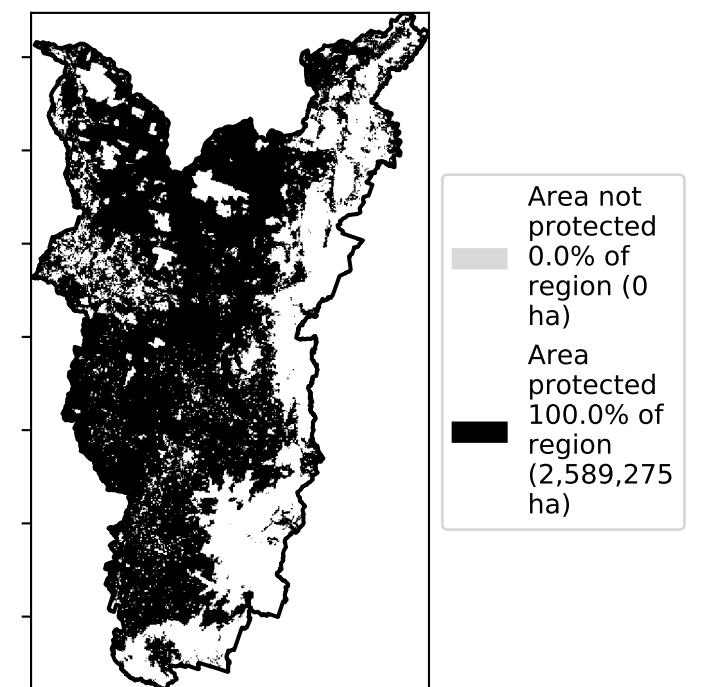 Area not
protected
0.0% of
region (0
ha)
Area
protected
100.0% of
region
(2,589,275
ha)